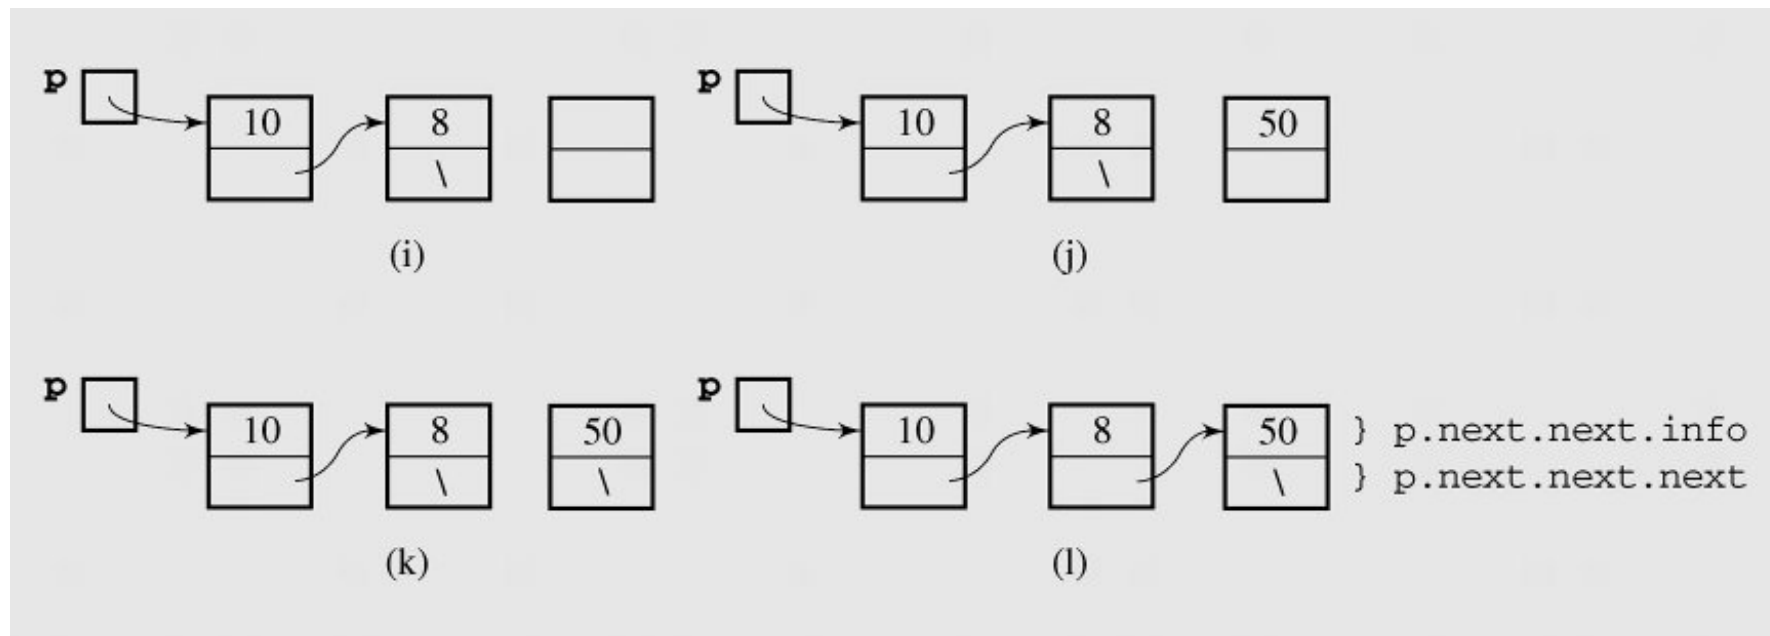 p 10 8
\
(i)
p 10 8 50
\
(j)
p 10 8 50
\ \
(k)
p 10 8 50 } p.next.next.info
\ } p.next.next.next
(l)